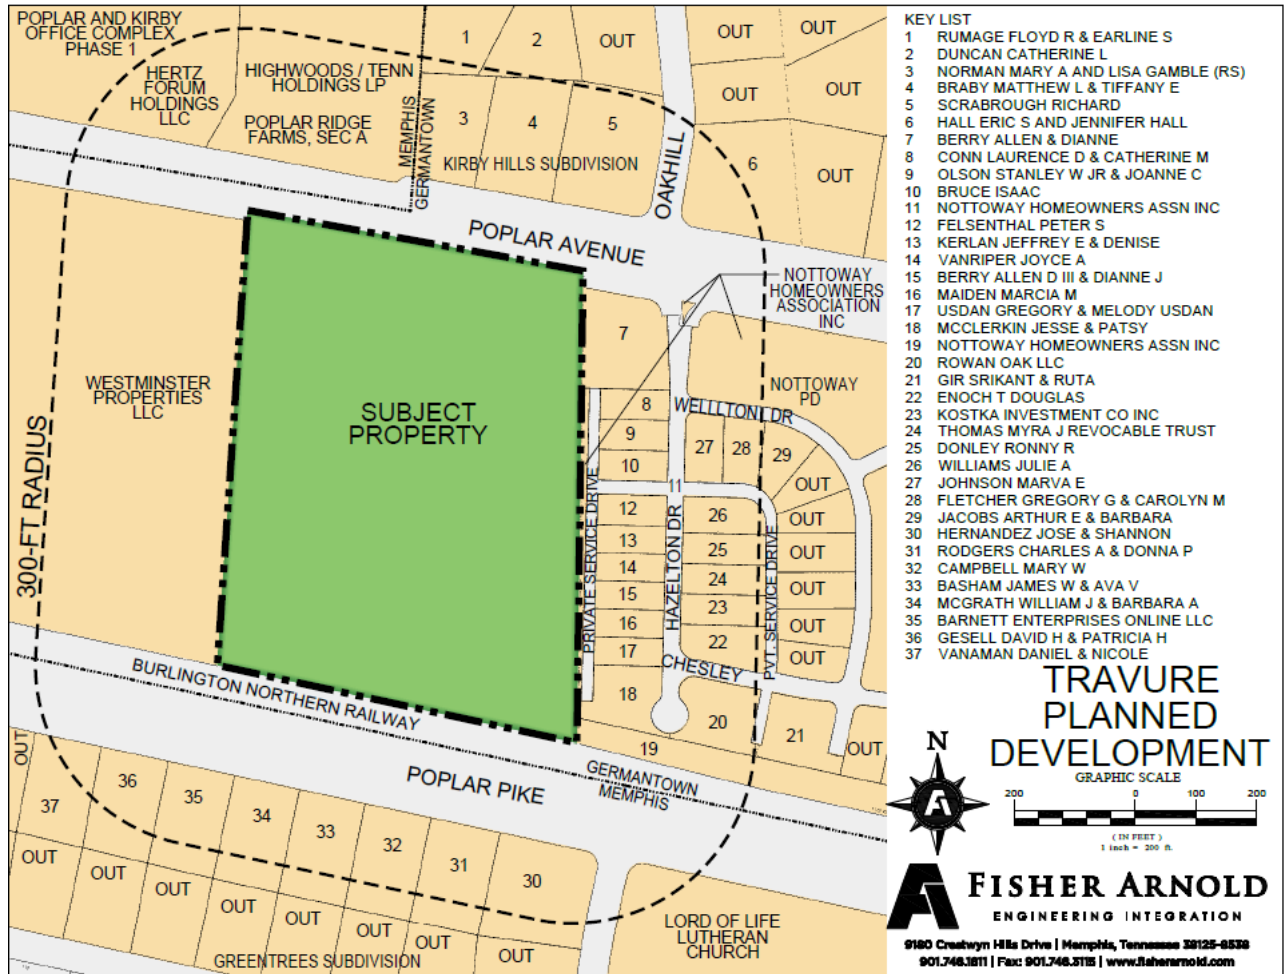 POPLAR AND KIRBY
OFFICE COMPLEX
PHASE 1
HERTZ
FORUM
HOLDINGS
LLC
HIGHWOODS / TENN
HOLDINGS LP
POPLAR RIDGE
FARMS, SEC A
MEMPHIS
GERMANTOWN
1
2
OUT
OUT
OUT
3
4
5
OUT
OUT
KIRBY HILLS SUBDIVISION
OAKHILL
6
OUT
POPLAR AVENUE
NOTTOWAY
HOMEOWNERS
ASSOCIATION
INC
7
WESTMINSTER
PROPERTIES
LLC
SUBJECT
PROPERTY
NOTTOWAY
PD
WELLLTON DR
8
9
10
11
27
28
29
OUT
300-FT RADIUS
PRIVATE SERVICE DRIVE
HAZELTON DR
PVT. SERVICE DRIVE
12
26
OUT
13
25
OUT
14
24
OUT
15
23
16
22
OUT
17
OUT
CHESLEY
18
20
21
OUT
19
BURLINGTON NORTHERN RAILWAY
GERMANTOWN
MEMPHIS
POPLAR PIKE
OUT
37
36
35
34
33
32
31
30
OUT
OUT
OUT
OUT
OUT
OUT
OUT
OUT
GREENTREES SUBDIVISION
LORD OF LIFE
LUTHERAN
CHURCH
KEY LIST
1 RUMAGE FLOYD R & EARLINE S
2 DUNCAN CATHERINE L
3 NORMAN MARY A AND LISA GAMBLE (RS)
4 BRABY MATTHEW L & TIFFANY E
5 SCRABROUGH RICHARD
6 HALL ERIC S AND JENNIFER HALL
7 BERRY ALLEN & DIANNE
8 CONN LAURENCE D & CATHERINE M
9 OLSON STANLEY W JR & JOANNE C
10 BRUCE ISAAC
11 NOTTOWAY HOMEOWNERS ASSN INC
12 FELSENTHAL PETER S
13 KERLAN JEFFREY E & DENISE
14 VANRIPER JOYCE A
15 BERRY ALLEN D III & DIANNE J
16 MAIDEN MARCIA M
17 USDAN GREGORY & MELODY USDAN
18 MCCLERKIN JESSE & PATSY
19 NOTTOWAY HOMEOWNERS ASSN INC
20 ROWAN OAK LLC
21 GIR SRIKANT & RUTA
22 ENOCH T DOUGLAS
23 KOSTKA INVESTMENT CO INC
24 THOMAS MYRA J REVOCABLE TRUST
25 DONLEY RONNY R
26 WILLIAMS JULIE A
27 JOHNSON MARVA E
28 FLETCHER GREGORY G & CAROLYN M
29 JACOBS ARTHUR E & BARBARA
30 HERNANDEZ JOSE & SHANNON
31 RODGERS CHARLES A & DONNA P
32 CAMPBELL MARY W
33 BASHAM JAMES W & AVA V
34 MCGRATH WILLIAM J & BARBARA A
35 BARNETT ENTERPRISES ONLINE LLC
36 GESELL DAVID H & PATRICIA H
37 VANAMAN DANIEL & NICOLE
TRAVURE
PLANNED
DEVELOPMENT
N
A
GRAPHIC SCALE
200 0 100 200
( IN FEET )
1 inch = 200 ft.
FISHER ARNOLD
ENGINEERING INTEGRATION
9180 Crestwyn Hills Drive | Memphis, Tennessee 38125-8538
901.748.1811 | Fax: 901.748.3115 | www.fisherarnold.com